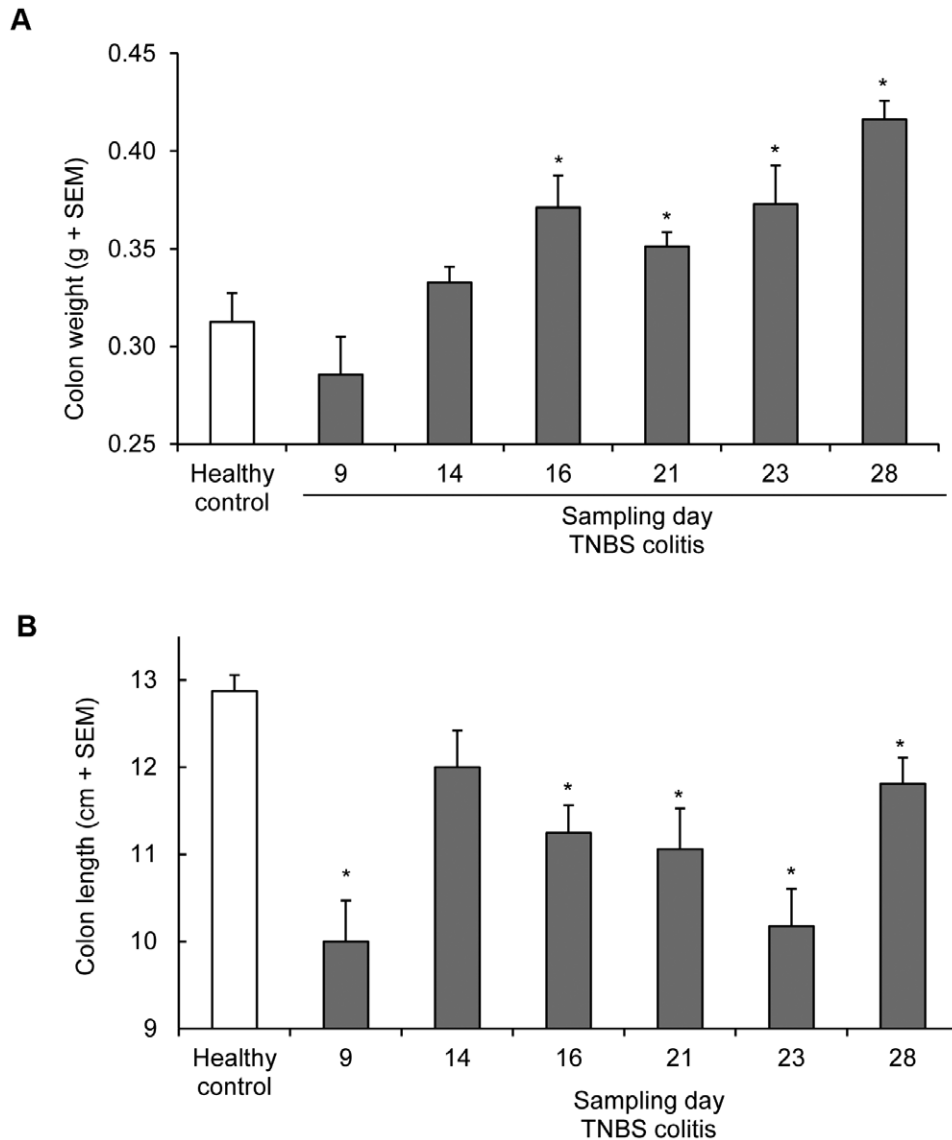 A
Colon weight (g + SEM)
0.45
0.40
0.35
0.30
0.25
*
*
*
*
Healthy
control
9
14
16
21
23
28
Sampling day
TNBS colitis
B
Colon length (cm + SEM)
13
12
11
10
9
*
*
*
*
*
Healthy
control
9
14
16
21
23
28
Sampling day
TNBS colitis